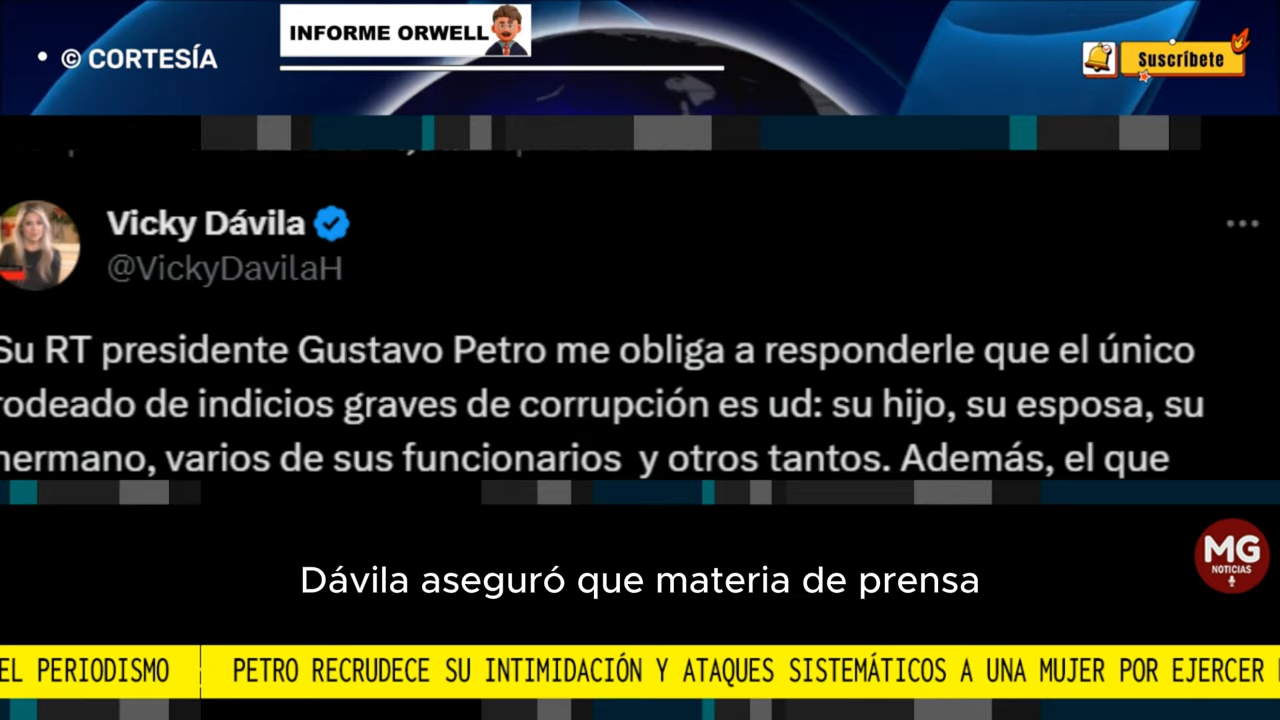 • © CORTESÍA
INFORME ORWELL
Suscríbete
Vicky Dávila
@VickyDavilaH
Su RT presidente Gustavo Petro me obliga a responderle que el único
rodeado de indicios graves de corrupción es ud: su hijo, su esposa, su
hermano, varios de sus funcionarios y otros tantos. Además, el que
MG
NOTICIAS
Dávila aseguró que materia de prensa
EL PERIODISMO
PETRO RECRUDECE SU INTIMIDACIÓN Y ATAQUES SISTEMÁTICOS A UNA MUJER POR EJERCER